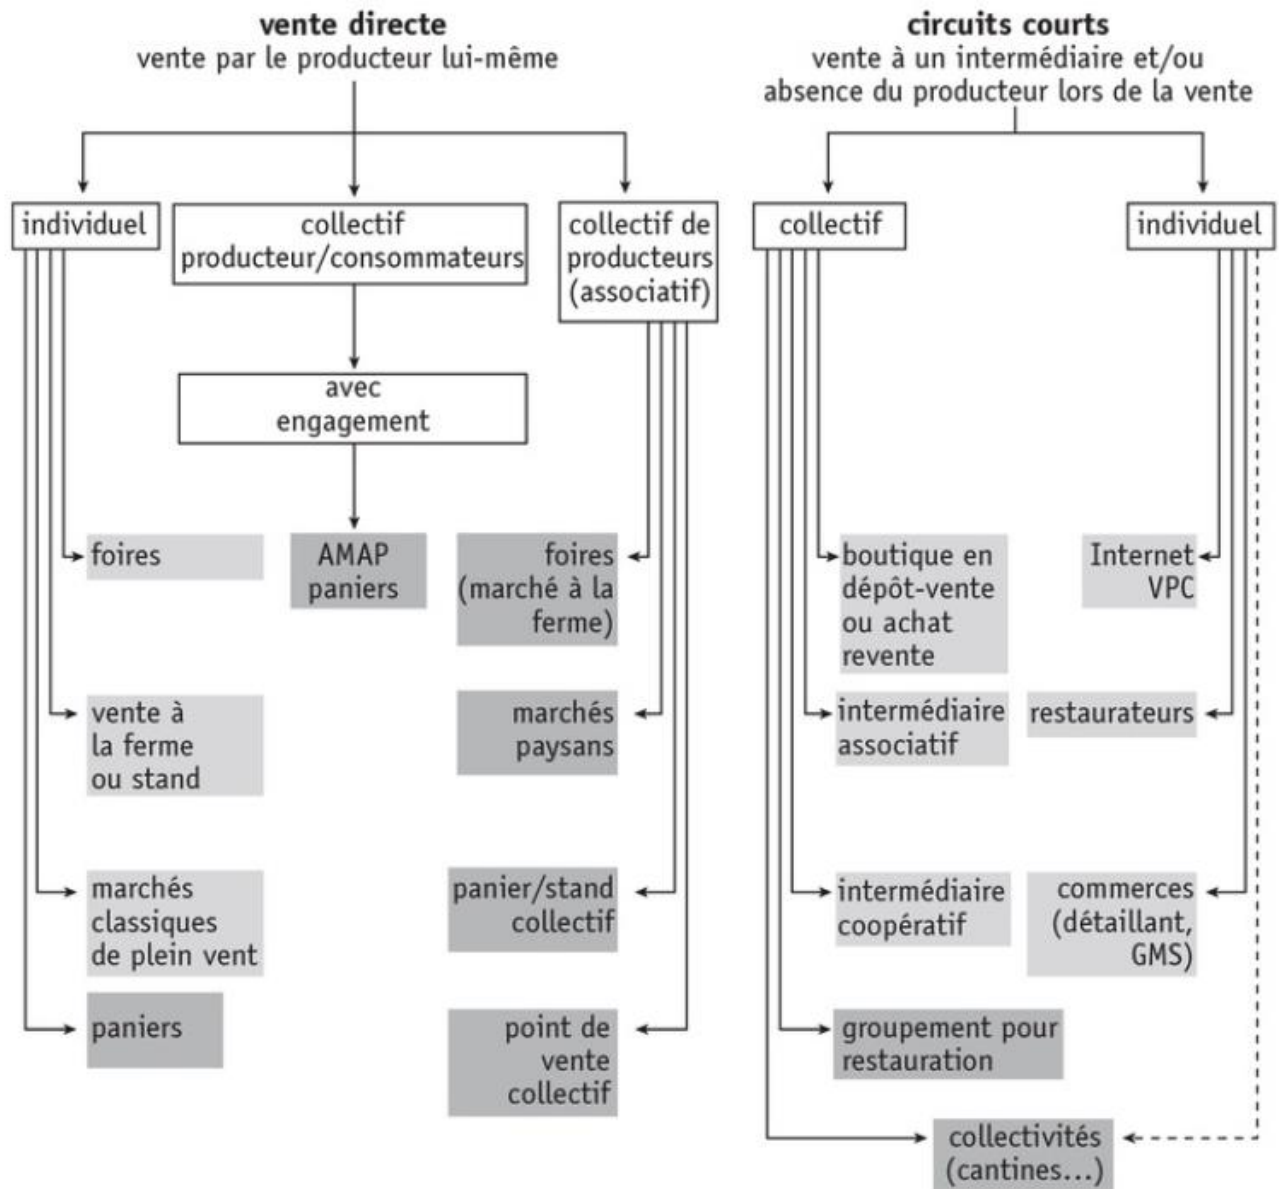 vente directe
vente par le producteur lui-même
individuel
collectif
producteur/consommateurs
collectif de
producteurs
(associatif)
avec
engagement
foires
vente à
la ferme
ou stand
marchés
classiques
de plein vent
paniers
AMAP
paniers
foires
(marché à la
ferme)
marchés
paysans
panier/stand
collectif
point de
vente
collectif
circuits courts
vente à un intermédiaire et/ou
absence du producteur lors de la vente
collectif
individuel
boutique en
dépôt-vente
ou achat
revente
intermédiaire
associatif
intermédiaire
coopératif
groupement pour
restauration
Internet
VPC
restaurateurs
commerces
(détaillant,
GMS)
collectivités
(cantines...)